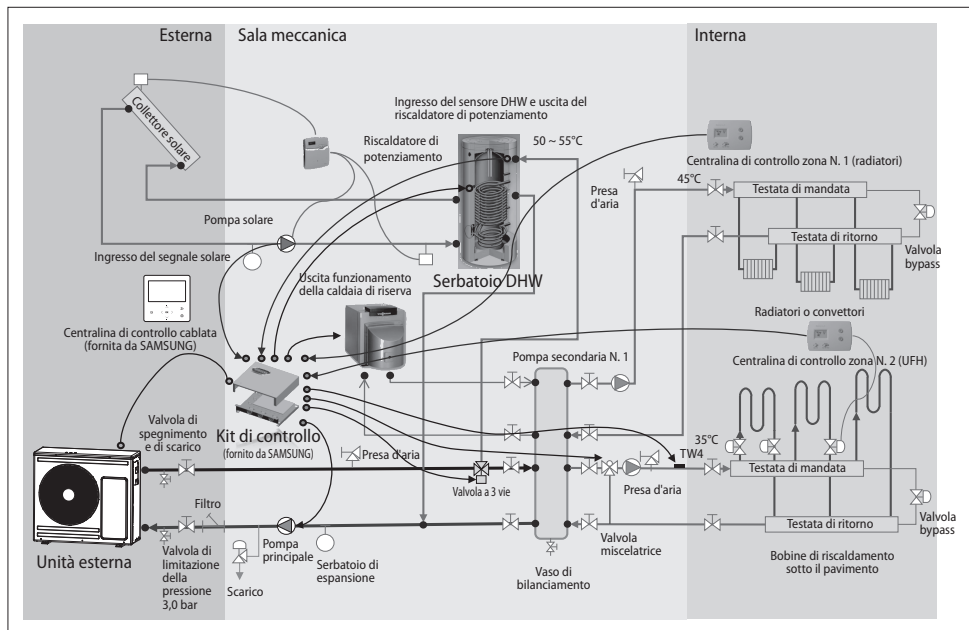 Esterna
Sala meccanica
Interna
Collettore solare
Ingresso del sensore DHW e uscita del
riscaldatore di potenziamento
Riscaldatore di
potenziamento
50 ~ 55°C
Centralina di controllo zona N. 1 (radiatori)
Presa
d'aria
45°C
Testata di mandata
Testata di ritorno
Valvola
bypass
Pompa solare
Ingresso del segnale solare
Serbatoio DHW
Uscita funzionamento
della caldaia di riserva
Radiatori o convettori
Centralina di controllo cablata
(fornita da SAMSUNG)
Pompa secondaria N. 1
Centralina di controllo zona N. 2 (UFH)
Kit di controllo
(fornito da SAMSUNG)
Valvola di
spegnimento
e di scarico
Presa d'aria
Valvola a 3 vie
35°C
TW4
Presa d'aria
Testata di mandata
Testata di ritorno
Valvola
bypass
Filtro
Unità esterna
Valvola di
limitazione
della
pressione
3,0 bar
Scarico
Pompa
principale
Serbatoio di
espansione
Vaso di
bilanciamento
Valvola
miscelatrice
Bobine di riscaldamento
sotto il pavimento